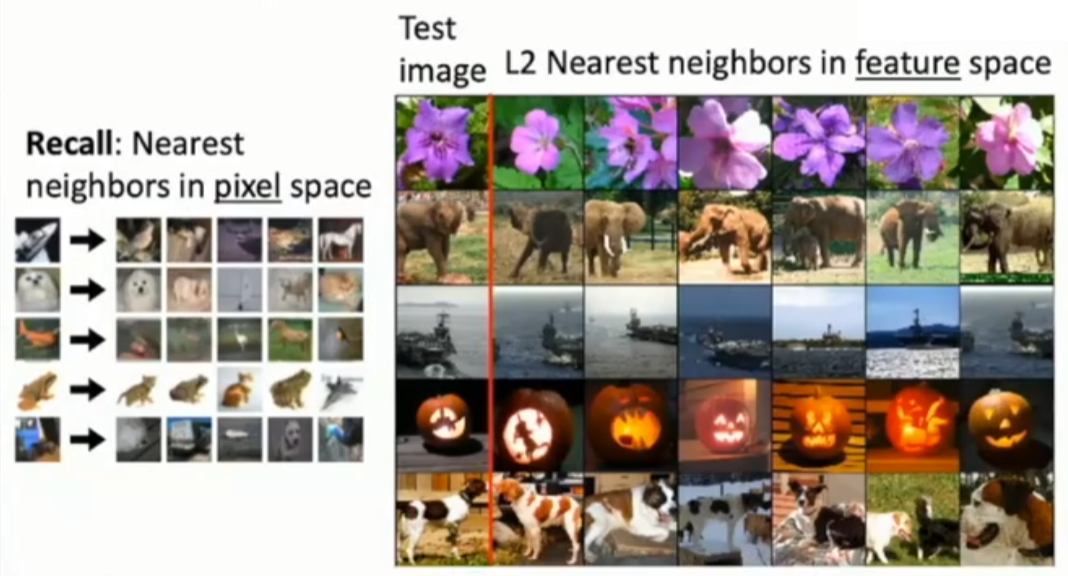 Recall: Nearest
neighbors in pixel space
Test
image
L2 Nearest neighbors in feature space